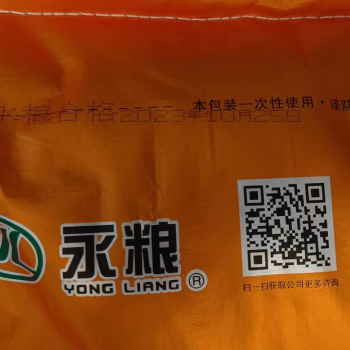 本包装一次性使用·谨防
永粮合格----2023年10月25日
永粮
YONG LIANG®
扫一扫获取公司更多咨询